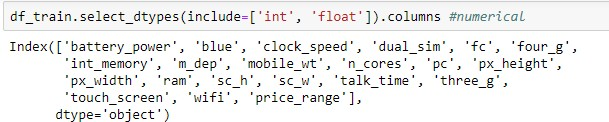 df_train.select_dtypes(include=['int', 'float']).columns #numerical
Index(['battery_power', 'blue', 'clock_speed', 'dual_sim', 'fc', 'four_g',
'int_memory', 'm_dep', 'mobile_wt', 'n_cores', 'pc', 'px_height',
'px_width', 'ram', 'sc_h', 'sc_w', 'talk_time', 'three_g',
'touch_screen', 'wifi', 'price_range'],
dtype='object')